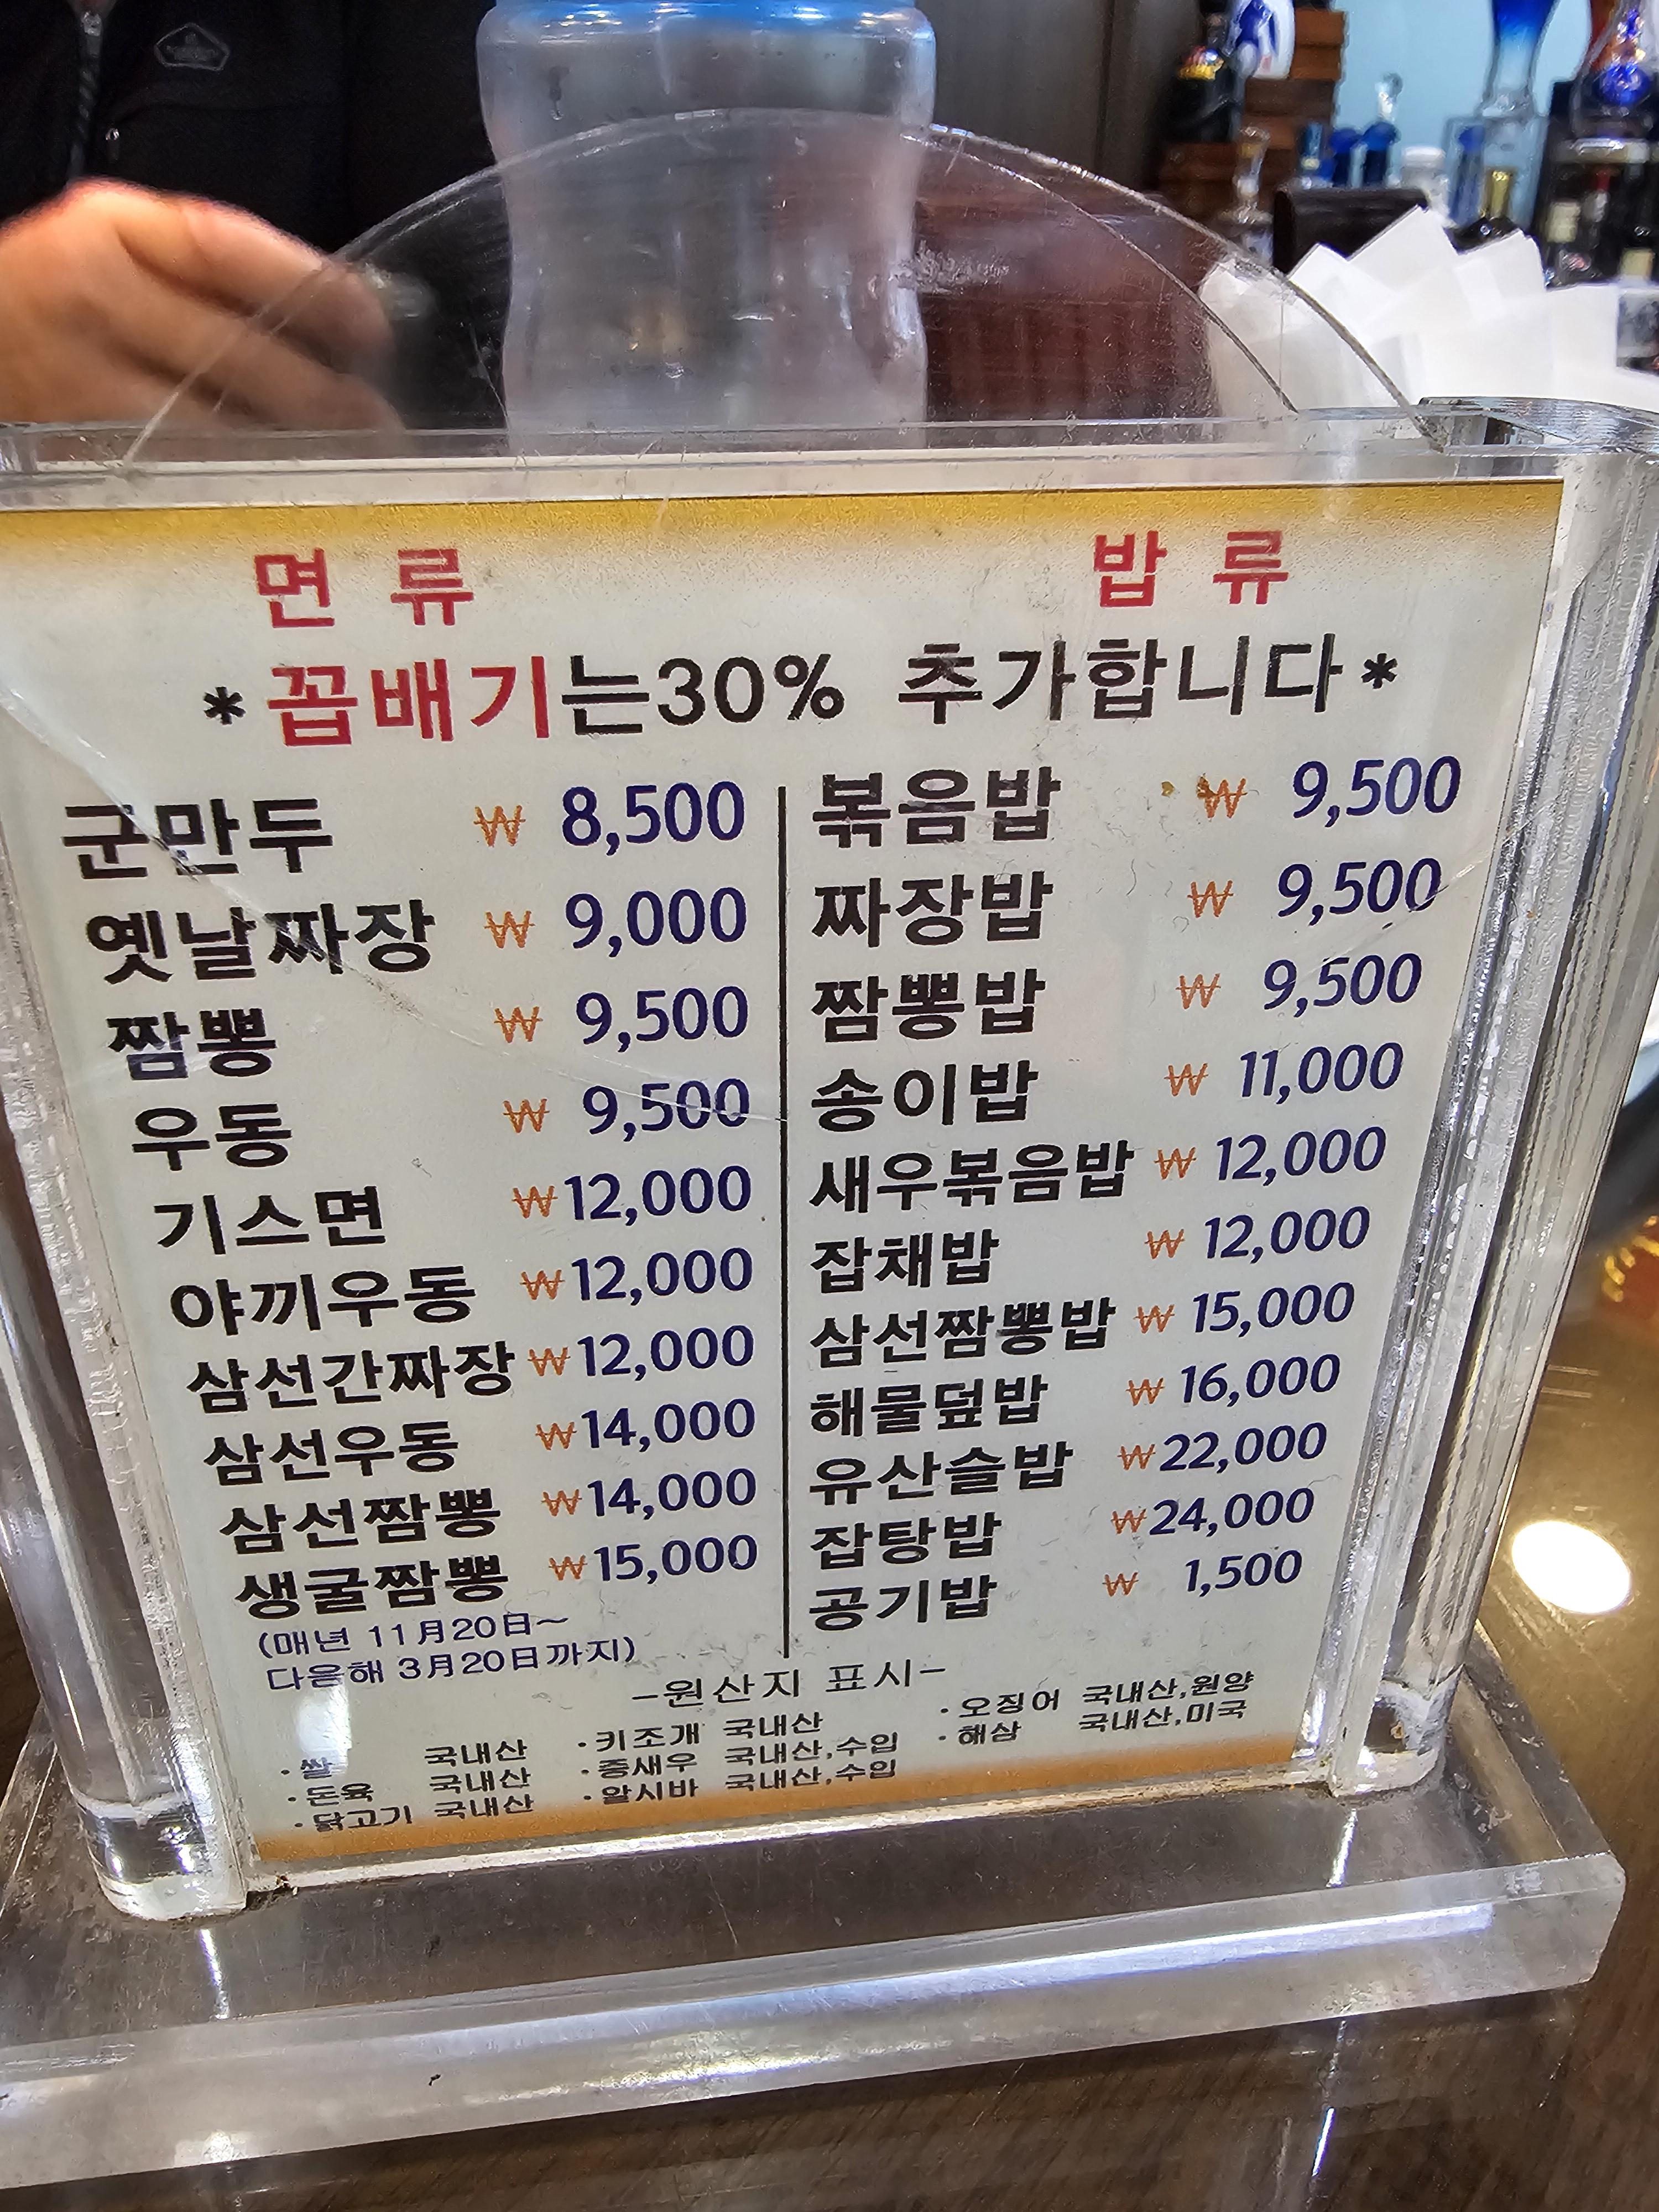 면 류
밥 류
* 꼽배기는30% 추가합니다 *
군만두 ₩ 8,500
옛날짜장 ₩ 9,000
짬뽕 ₩ 9,500
우동 ₩ 9,500
기스면 ₩12,000
야끼우동 ₩12,000
삼선간짜장 ₩12,000
삼선우동 ₩14,000
삼선짬뽕 ₩14,000
생굴짬뽕 ₩15,000
(매년 11月20日~
다음해 3月20日까지)
볶음밥 ₩ 9,500
짜장밥 ₩ 9,500
짬뽕밥 ₩ 9,500
송이밥 ₩ 11,000
새우볶음밥 ₩ 12,000
잡채밥 ₩ 12,000
삼선짬뽕밥 ₩ 15,000
해물덮밥 ₩ 16,000
유산슬밥 ₩22,000
잡탕밥 ₩24,000
공기밥 ₩ 1,500
-원산지 표시-
·쌀 국내산
·돈육 국내산
·닭고기 국내산
·키조개 국내산
·중새우 국내산,수입
·알시바 국내산,수입
·오징어 국내산,원양
·해삼 국내산,미국